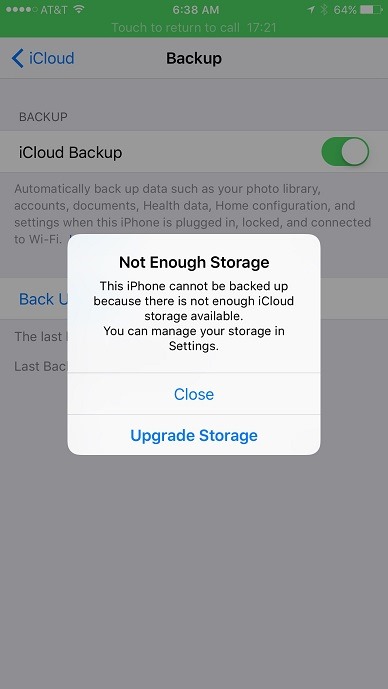 AT&T 6:38 AM 64%
Touch to return to call 17:21
iCloud Backup
BACKUP
iCloud Backup
Automatically back up data such as your photo library,
accounts, documents, Health data, Home configuration, and
settings when this iPhone is plugged in, locked, and connected
to Wi-Fi.
Not Enough Storage
This iPhone cannot be backed up
because there is not enough iCloud
storage available.
You can manage your storage in
Settings.
Back U
The last
Last Bac
Close
Upgrade Storage